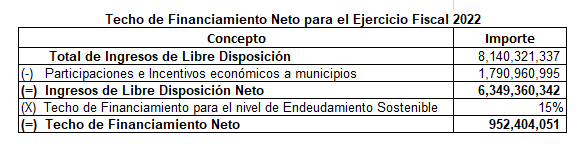 Techo de Financiamiento Neto para el Ejercicio Fiscal 2022
Concepto Importe
Total de Ingresos de Libre Disposición 8,140,321,337
(-) Participaciones e Incentivos económicos a municipios 1,790,960,995
(=) Ingresos de Libre Disposición Neto 6,349,360,342
(X) Techo de Financiamiento para el nivel de Endeudamiento Sostenible 15%
(=) Techo de Financiamiento Neto 952,404,051